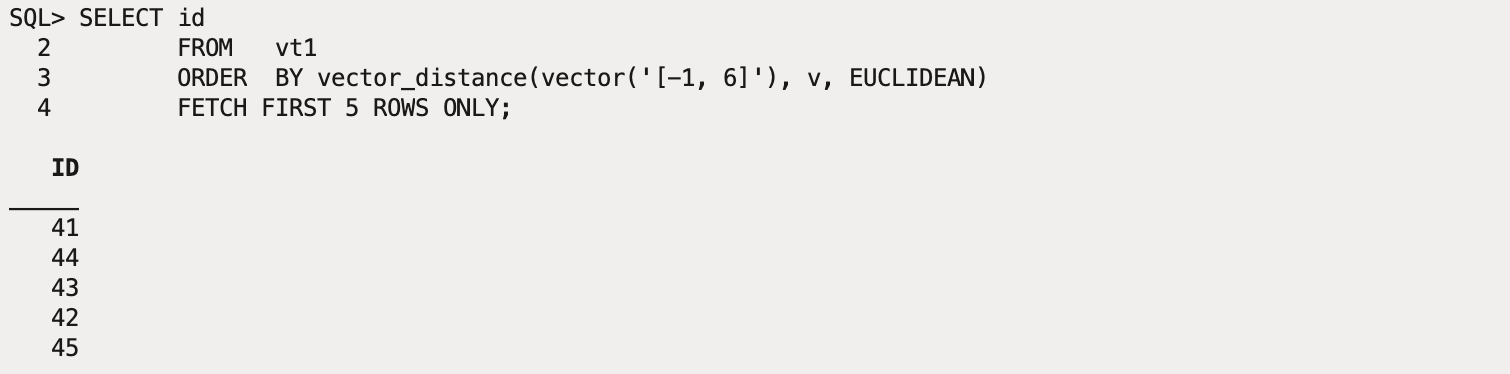 SQL> SELECT id
  2         FROM   vt1
  3         ORDER  BY vector_distance(vector('[-1, 6]'), v, EUCLIDEAN)
  4         FETCH FIRST 5 ROWS ONLY;
   ID
_____
   41
   44
   43
   42
   45